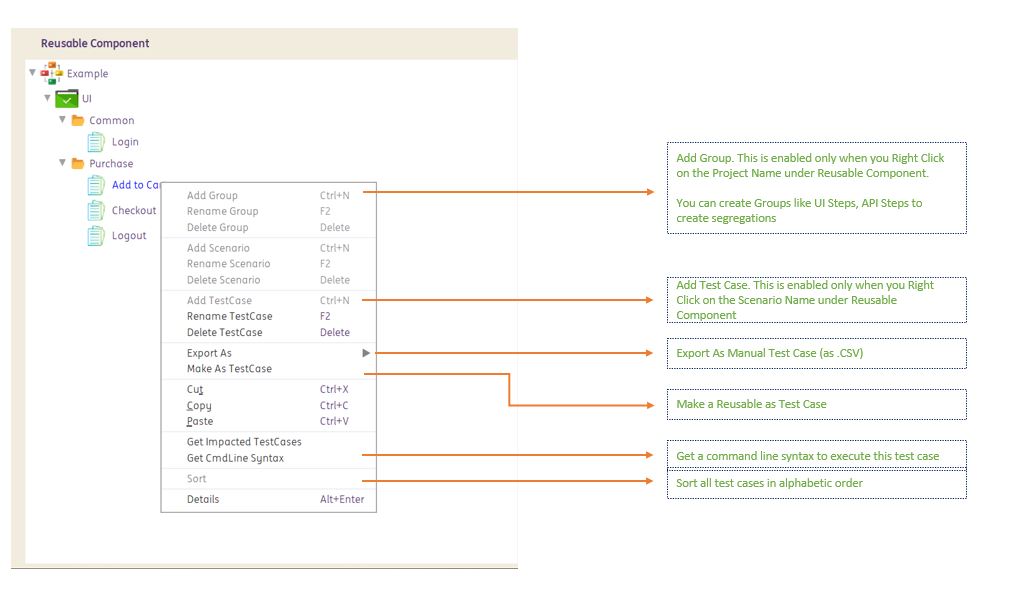 Reusable Component
Example
UI
Common
Login
Purchase
Add to Ca
Checkout
Logout
Add Group Ctrl+N
Rename Group F2
Delete Group Delete
Add Scenario Ctrl+N
Rename Scenario F2
Delete Scenario Delete
Add TestCase Ctrl+N
Rename TestCase F2
Delete TestCase Delete
Export As
Make As TestCase
Cut Ctrl+X
Copy Ctrl+C
Paste Ctrl+V
Get Impacted TestCases
Get CmdLine Syntax
Sort
Details Alt+Enter
Add Group. This is enabled only when you Right Click
on the Project Name under Reusable Component.
You can create Groups like UI Steps, API Steps to
create segregations
Add Test Case. This is enabled only when you Right
Click on the Scenario Name under Reusable
Component
Export As Manual Test Case (as .CSV)
Make a Reusable as Test Case
Get a command line syntax to execute this test case
Sort all test cases in alphabetic order